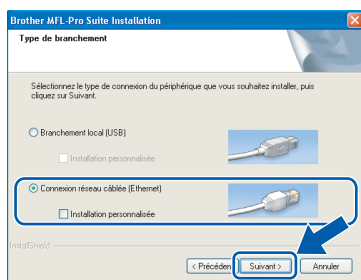 Brother MFL-Pro Suite Installation
Type de branchement
Sélectionnez le type de connexion du périphérique que vous souhaitez installer, puis
cliquez sur Suivant.
Branchement local (USB)
Installation personnalisée
Connexion réseau câblée (Ethernet)
Installation personnalisée
InstallShield
< Précéden
Suivant >
Annuler